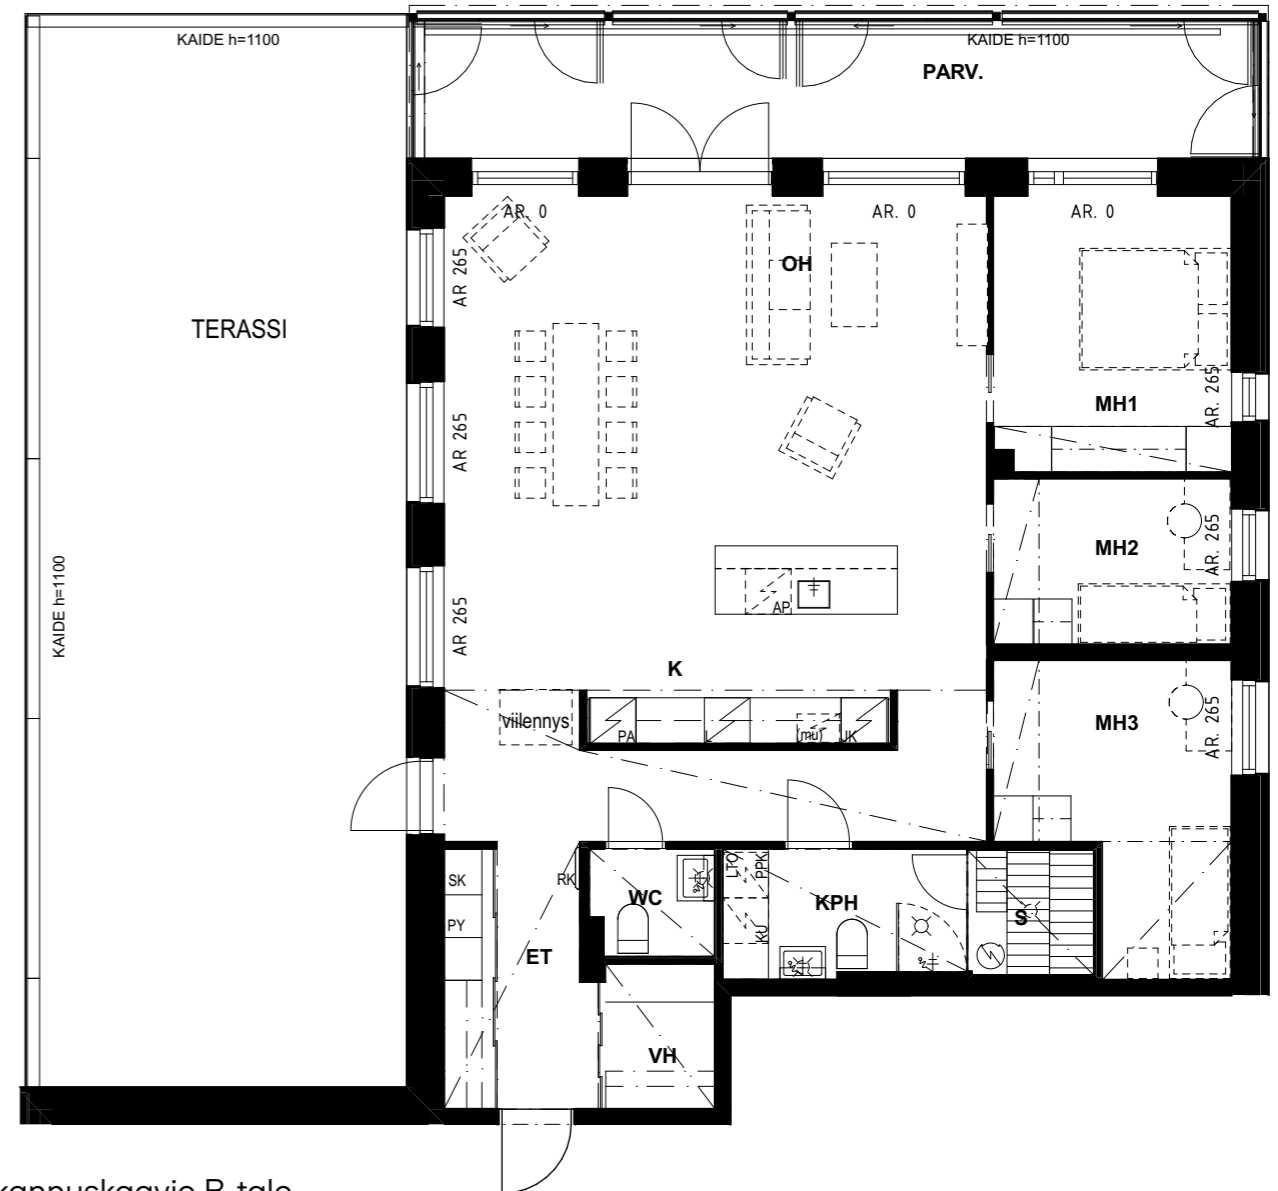 KAIDE h=1100
KAIDE h=1100
PARV.
AR. 0
AR. 0
AR. 0
OH
AR 265
TERASSI
AR. 265
MH1
AR 265
MH2
AR. 265
KAIDE h=1100
AP
AR 265
K
viilennys
PA
L
(mu)
JK
MH3
AR. 265
SK
RK
LTO
PPK
WC
KPH
S
PY
KU
ET
VH